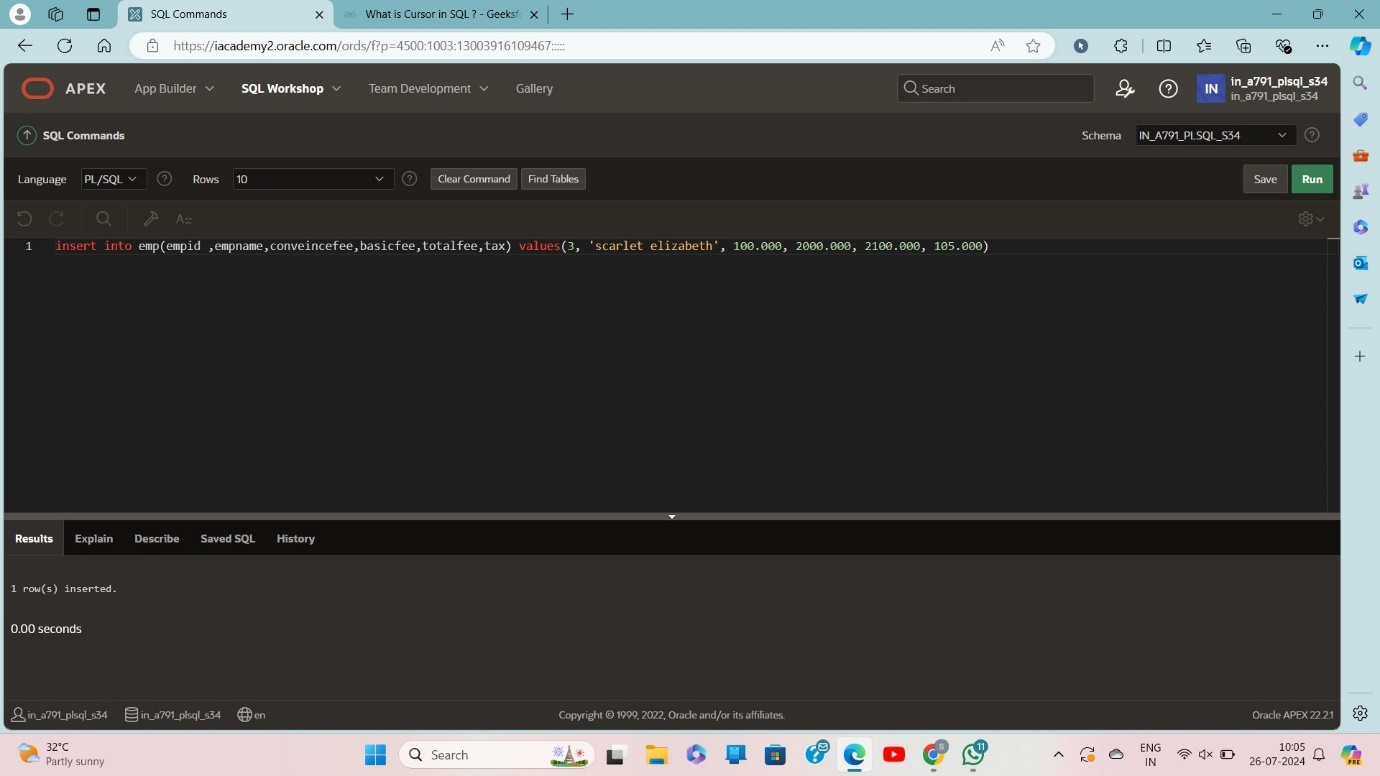 SQL Commands
What is Cursor in SQL ? - Geeksf
https://iacademy2.oracle.com/ords/f?p=4500:1003:13003916109467:::::
APEX App Builder SQL Workshop Team Development Gallery Search IN in_a791_plsql_s34
in_a791_plsql_s34
SQL Commands Schema IN_A791_PLSQL_S34
Language PL/SQL Rows 10 Clear Command Find Tables Save Run
1 insert into emp(empid ,empname,conveincefee,basicfee,totalfee,tax) values(3, 'scarlet elizabeth', 100.000, 2000.000, 2100.000, 105.000)
Results Explain Describe Saved SQL History
1 row(s) inserted.
0.00 seconds
in_a791_plsql_s34 in_a791_plsql_s34 en Copyright © 1999, 2022, Oracle and/or its affiliates. Oracle APEX 22.2.1
32°C
Partly sunny
Search
S
11
ENG
IN
10:05
26-07-2024
PRE